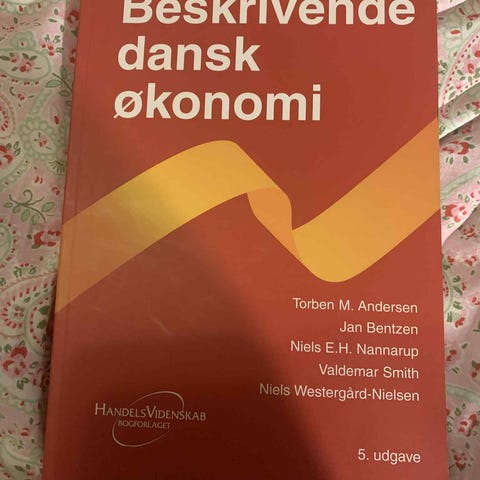 Beskrivende
dansk
økonomi
Torben M. Andersen
Jan Bentzen
Niels E.H. Nannarup
Valdemar Smith
Niels Westergård-Nielsen
HANDELSVIDENSKAB
BOGFORLAGET
5. udgave